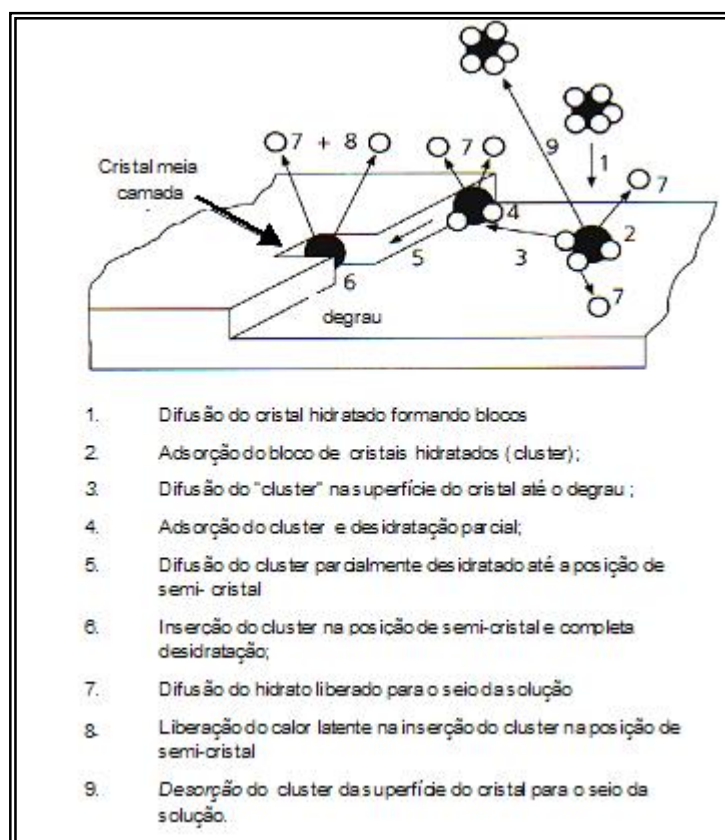 7 + 8
7
9
1
Cristal meia
camada
7
4
2
5
3
6
7
degrau
1. Difusão do cristal hidratado formando blocos
2. Adsorção do bloco de cristais hidratados (cluster);
3. Difusão do "cluster" na superfície do cristal até o degrau ;
4. Adsorção do cluster e desidratação parcial;
5. Difusão do cluster parcialmente desidratado até a posição de
semi- cristal
6. Inserção do cluster na posição de semi-cristal e completa
desidratação;
7. Difusão do hidrato liberado para o seio da solução
8. Liberação do calor latente na inserção do cluster na posição de
semi-cristal
9. Desorção do cluster da superfície do cristal para o seio da
solução.